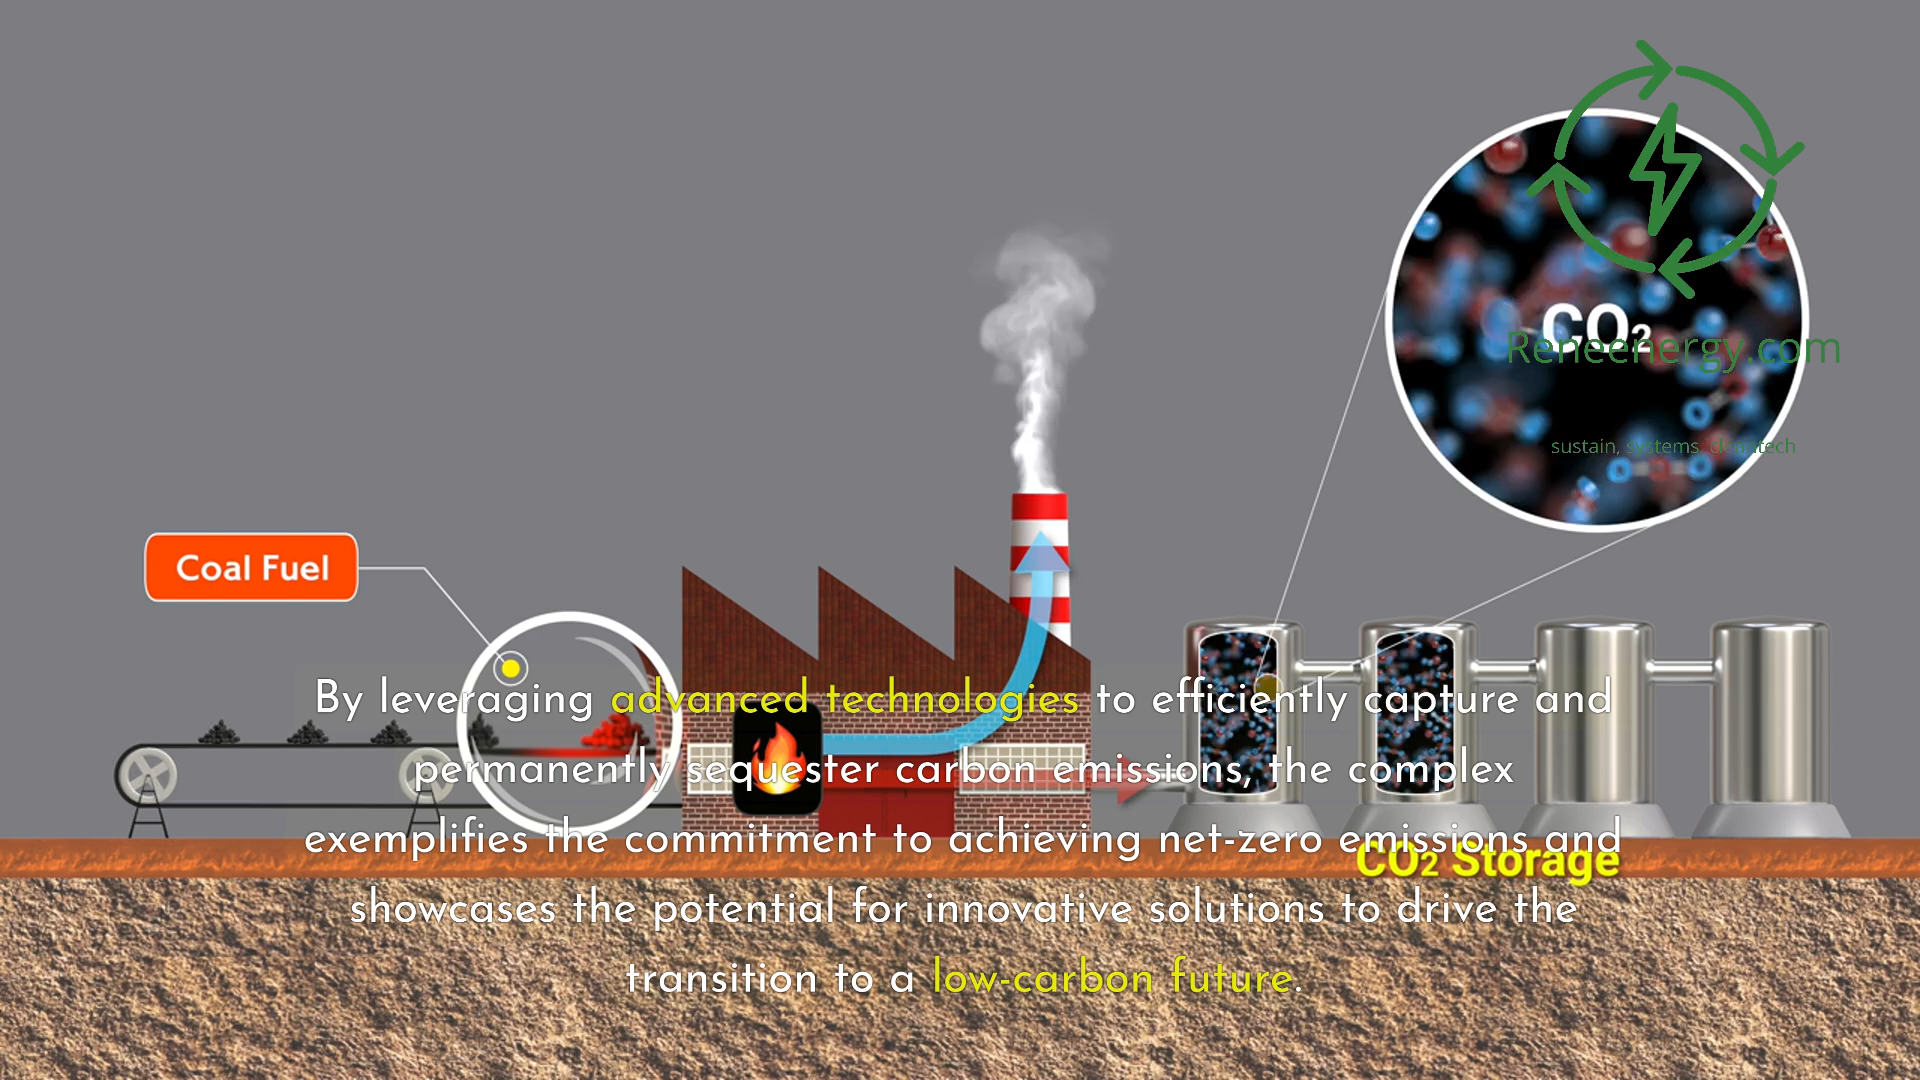 CO₂
Reneenergy.com
sustain, systems, climatech
Coal Fuel
By leveraging advanced technologies to efficiently capture and
permanently sequester carbon emissions, the complex
exemplifies the commitment to achieving net-zero emissions and
CO₂ Storage
showcases the potential for innovative solutions to drive the
transition to a low-carbon future.